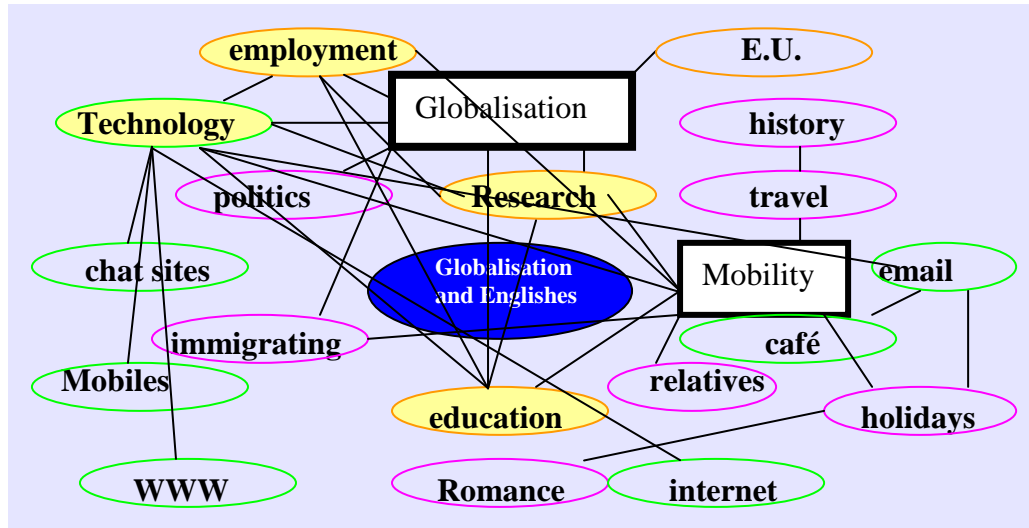 employment
E.U.
Globalisation
Technology
history
politics
Research
travel
Globalisation
and Englishes
chat sites
Mobility
email
immigrating
café
Mobiles
relatives
education
holidays
WWW
Romance
internet